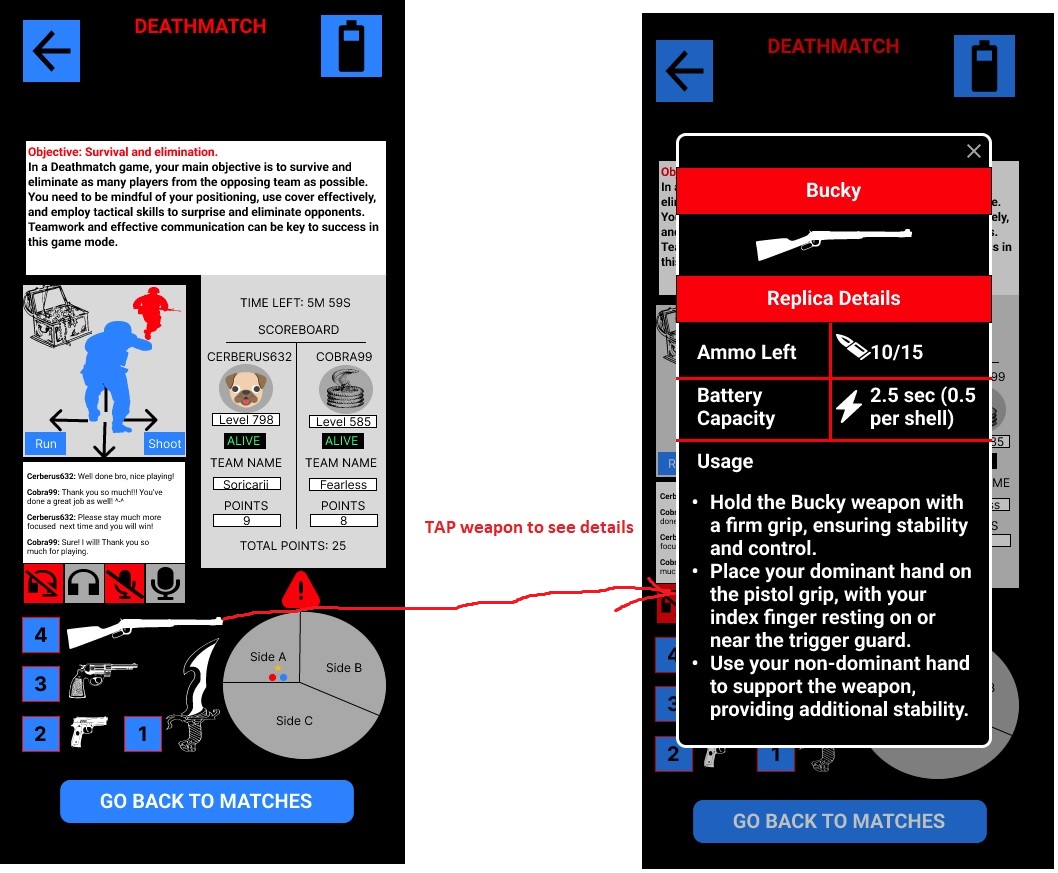 DEATHMATCH
Objective: Survival and elimination.
In a Deathmatch game, your main objective is to survive and
eliminate as many players from the opposing team as possible.
You need to be mindful of your positioning, use cover effectively,
and employ tactical skills to surprise and eliminate opponents.
Teamwork and effective communication can be key to success in
this game mode.
Run
Shoot
TIME LEFT: 5M 59S
SCOREBOARD
CERBERUS632
COBRA99
Level 798
Level 585
ALIVE
ALIVE
TEAM NAME
TEAM NAME
Soricarii
Fearless
POINTS
POINTS
9
8
TOTAL POINTS: 25
Cerberus632: Well done bro, nice playing!
Cobra99: Thank you so much!!! You've
done a great job as well! ^-^
Cerberus632: Please stay much more
focused next time and you will win!
Cobra99: Sure! I will! Thank you so
much for playing.
4
3
2
1
Side A
Side B
Side C
GO BACK TO MATCHES
TAP weapon to see details
DEATHMATCH
Bucky
Replica Details
Ammo Left
10/15
Battery
Capacity
2.5 sec (0.5
per shell)
Usage
• Hold the Bucky weapon with
a firm grip, ensuring stability
and control.
• Place your dominant hand on
the pistol grip, with your
index finger resting on or
near the trigger guard.
• Use your non-dominant hand
to support the weapon,
providing additional stability.
2
1
GO BACK TO MATCHES